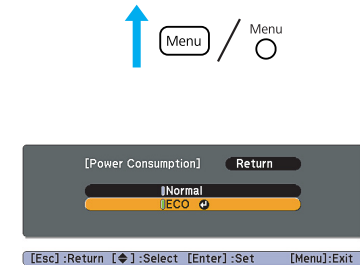 Menu / Menu
[Power Consumption] Return
Normal
ECO
[Esc] :Return [◆] :Select [Enter] :Set [Menu] :Exit